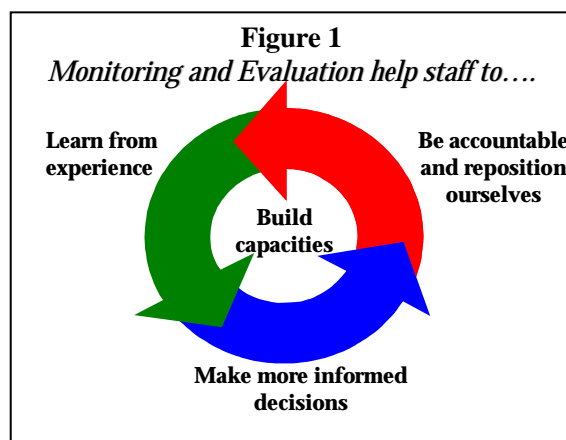 Figure 1
Monitoring and Evaluation help staff to….
Learn from
experience
Be accountable
and reposition
ourselves
Build
capacities
Make more informed
decisions